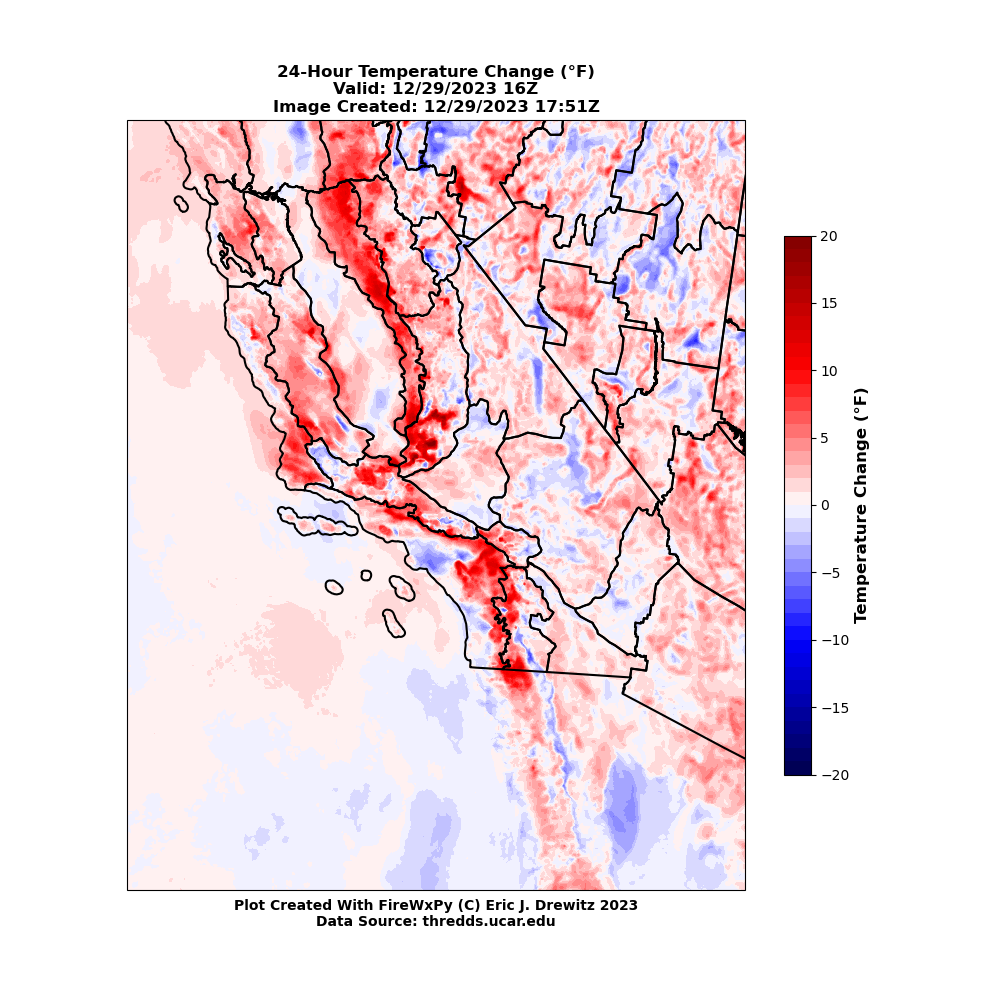 24-Hour Temperature Change (°F)
Valid: 12/29/2023 16Z
Image Created: 12/29/2023 17:51Z
20
15
10
5
0
−5
−10
−15
−20
Temperature Change (°F)
Plot Created With FireWxPy (C) Eric J. Drewitz 2023
Data Source: thredds.ucar.edu